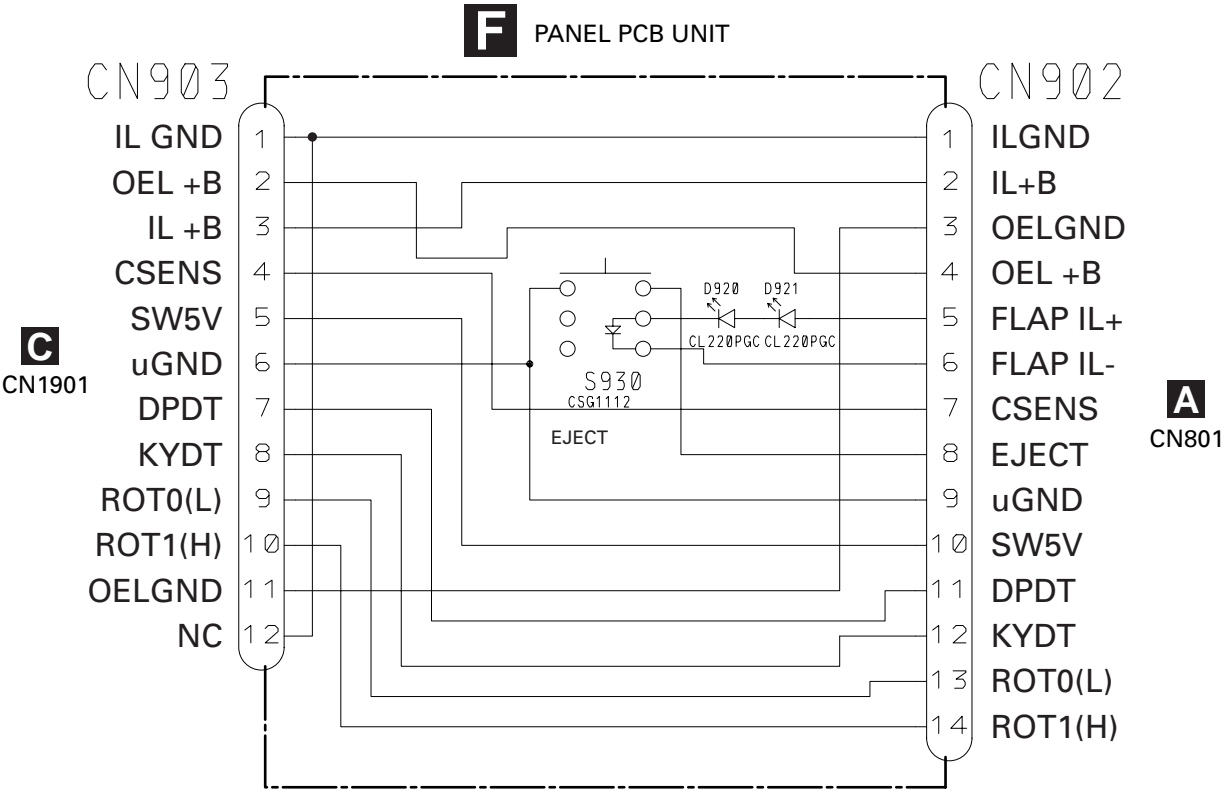 F PANEL PCB UNIT
CN903 CN902
IL GND 1 1 ILGND
OEL +B 2 2 IL+B
IL +B 3 3 OELGND
CSENS 4 4 OEL +B
D920 D921
SW5V 5 5 FLAP IL+
CL220PGC CL220PGC
C
uGND 6 6 FLAP IL-
CN1901
S930
CSG1112
A
DPDT 7 7 CSENS
EJECT
CN801
KYDT 8 8 EJECT
ROT0(L) 9 9 uGND
ROT1(H) 10 10 SW5V
OELGND 11 11 DPDT
NC 12 12 KYDT
13 ROT0(L)
14 ROT1(H)